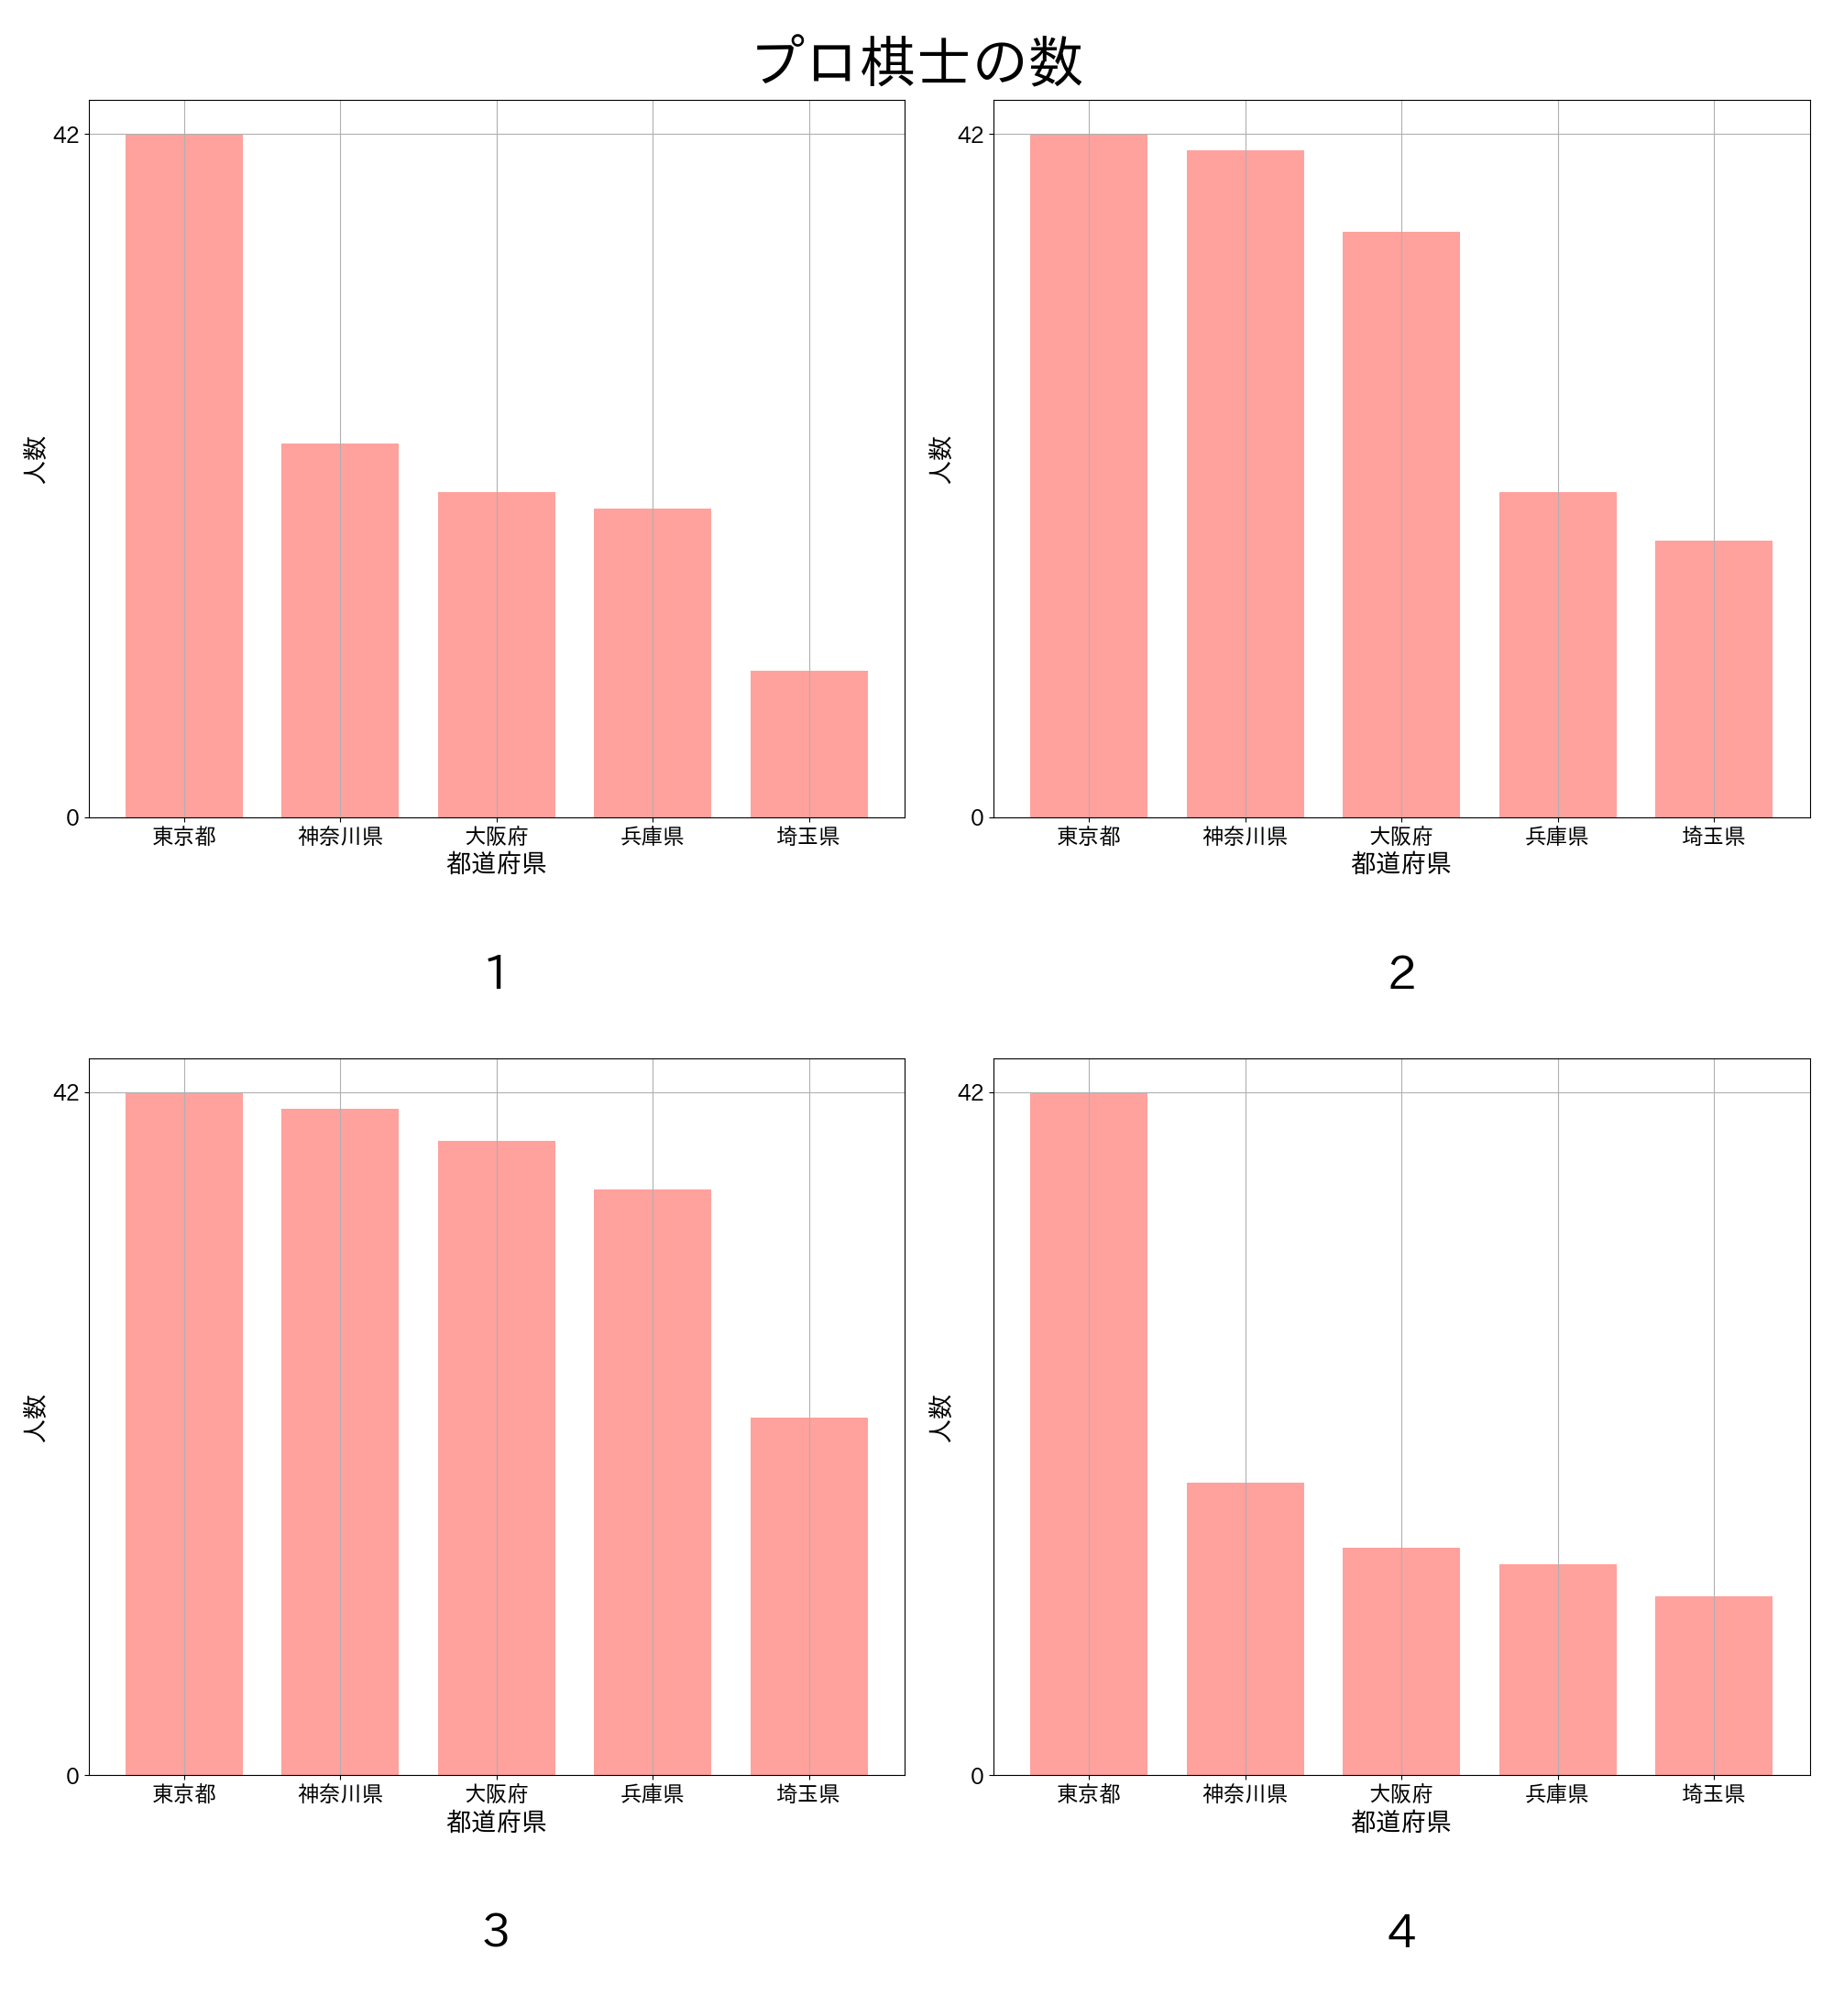 プロ棋士の数
42
人数
0
東京都 神奈川県 大阪府 兵庫県 埼玉県
都道府県
1
42
人数
0
東京都 神奈川県 大阪府 兵庫県 埼玉県
都道府県
2
42
人数
0
東京都 神奈川県 大阪府 兵庫県 埼玉県
都道府県
3
42
人数
0
東京都 神奈川県 大阪府 兵庫県 埼玉県
都道府県
4